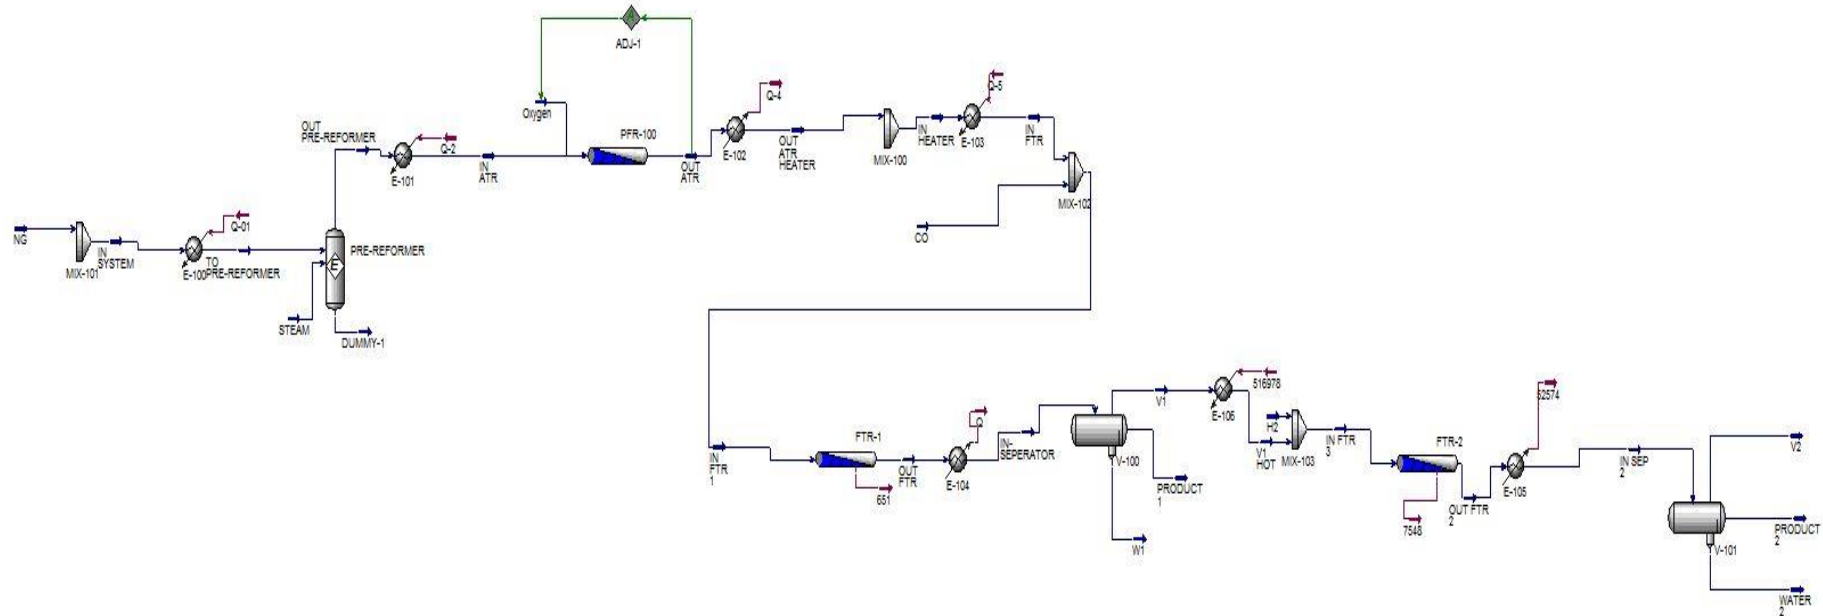 A
ADJ-1
Oxygen
PFR-100
Q-4
Q-5
OUT
PRE-REFORMER
Q-2
E-101
IN
ATR
OUT
ATR
E-102
OUT
ATR
HEATER
MIX-100
IN
HEATER
E-103
IN
FTR
MIX-102
CO
NG
MIX-101
IN
SYSTEM
Q-01
E-100
TO
PRE-REFORMER
E
PRE-REFORMER
STEAM
DUMMY-1
IN
FTR
1
FTR-1
651
OUT
FTR
Q
E-104
IN-
SEPERATOR
V-100
V1
PRODUCT
1
W1
516978
E-106
H2
V1
HOT
MIX-103
IN FTR
3
FTR-2
7548
OUT FTR
2
52574
E-105
IN SEP
2
V2
V-101
PRODUCT
2
WATER
2